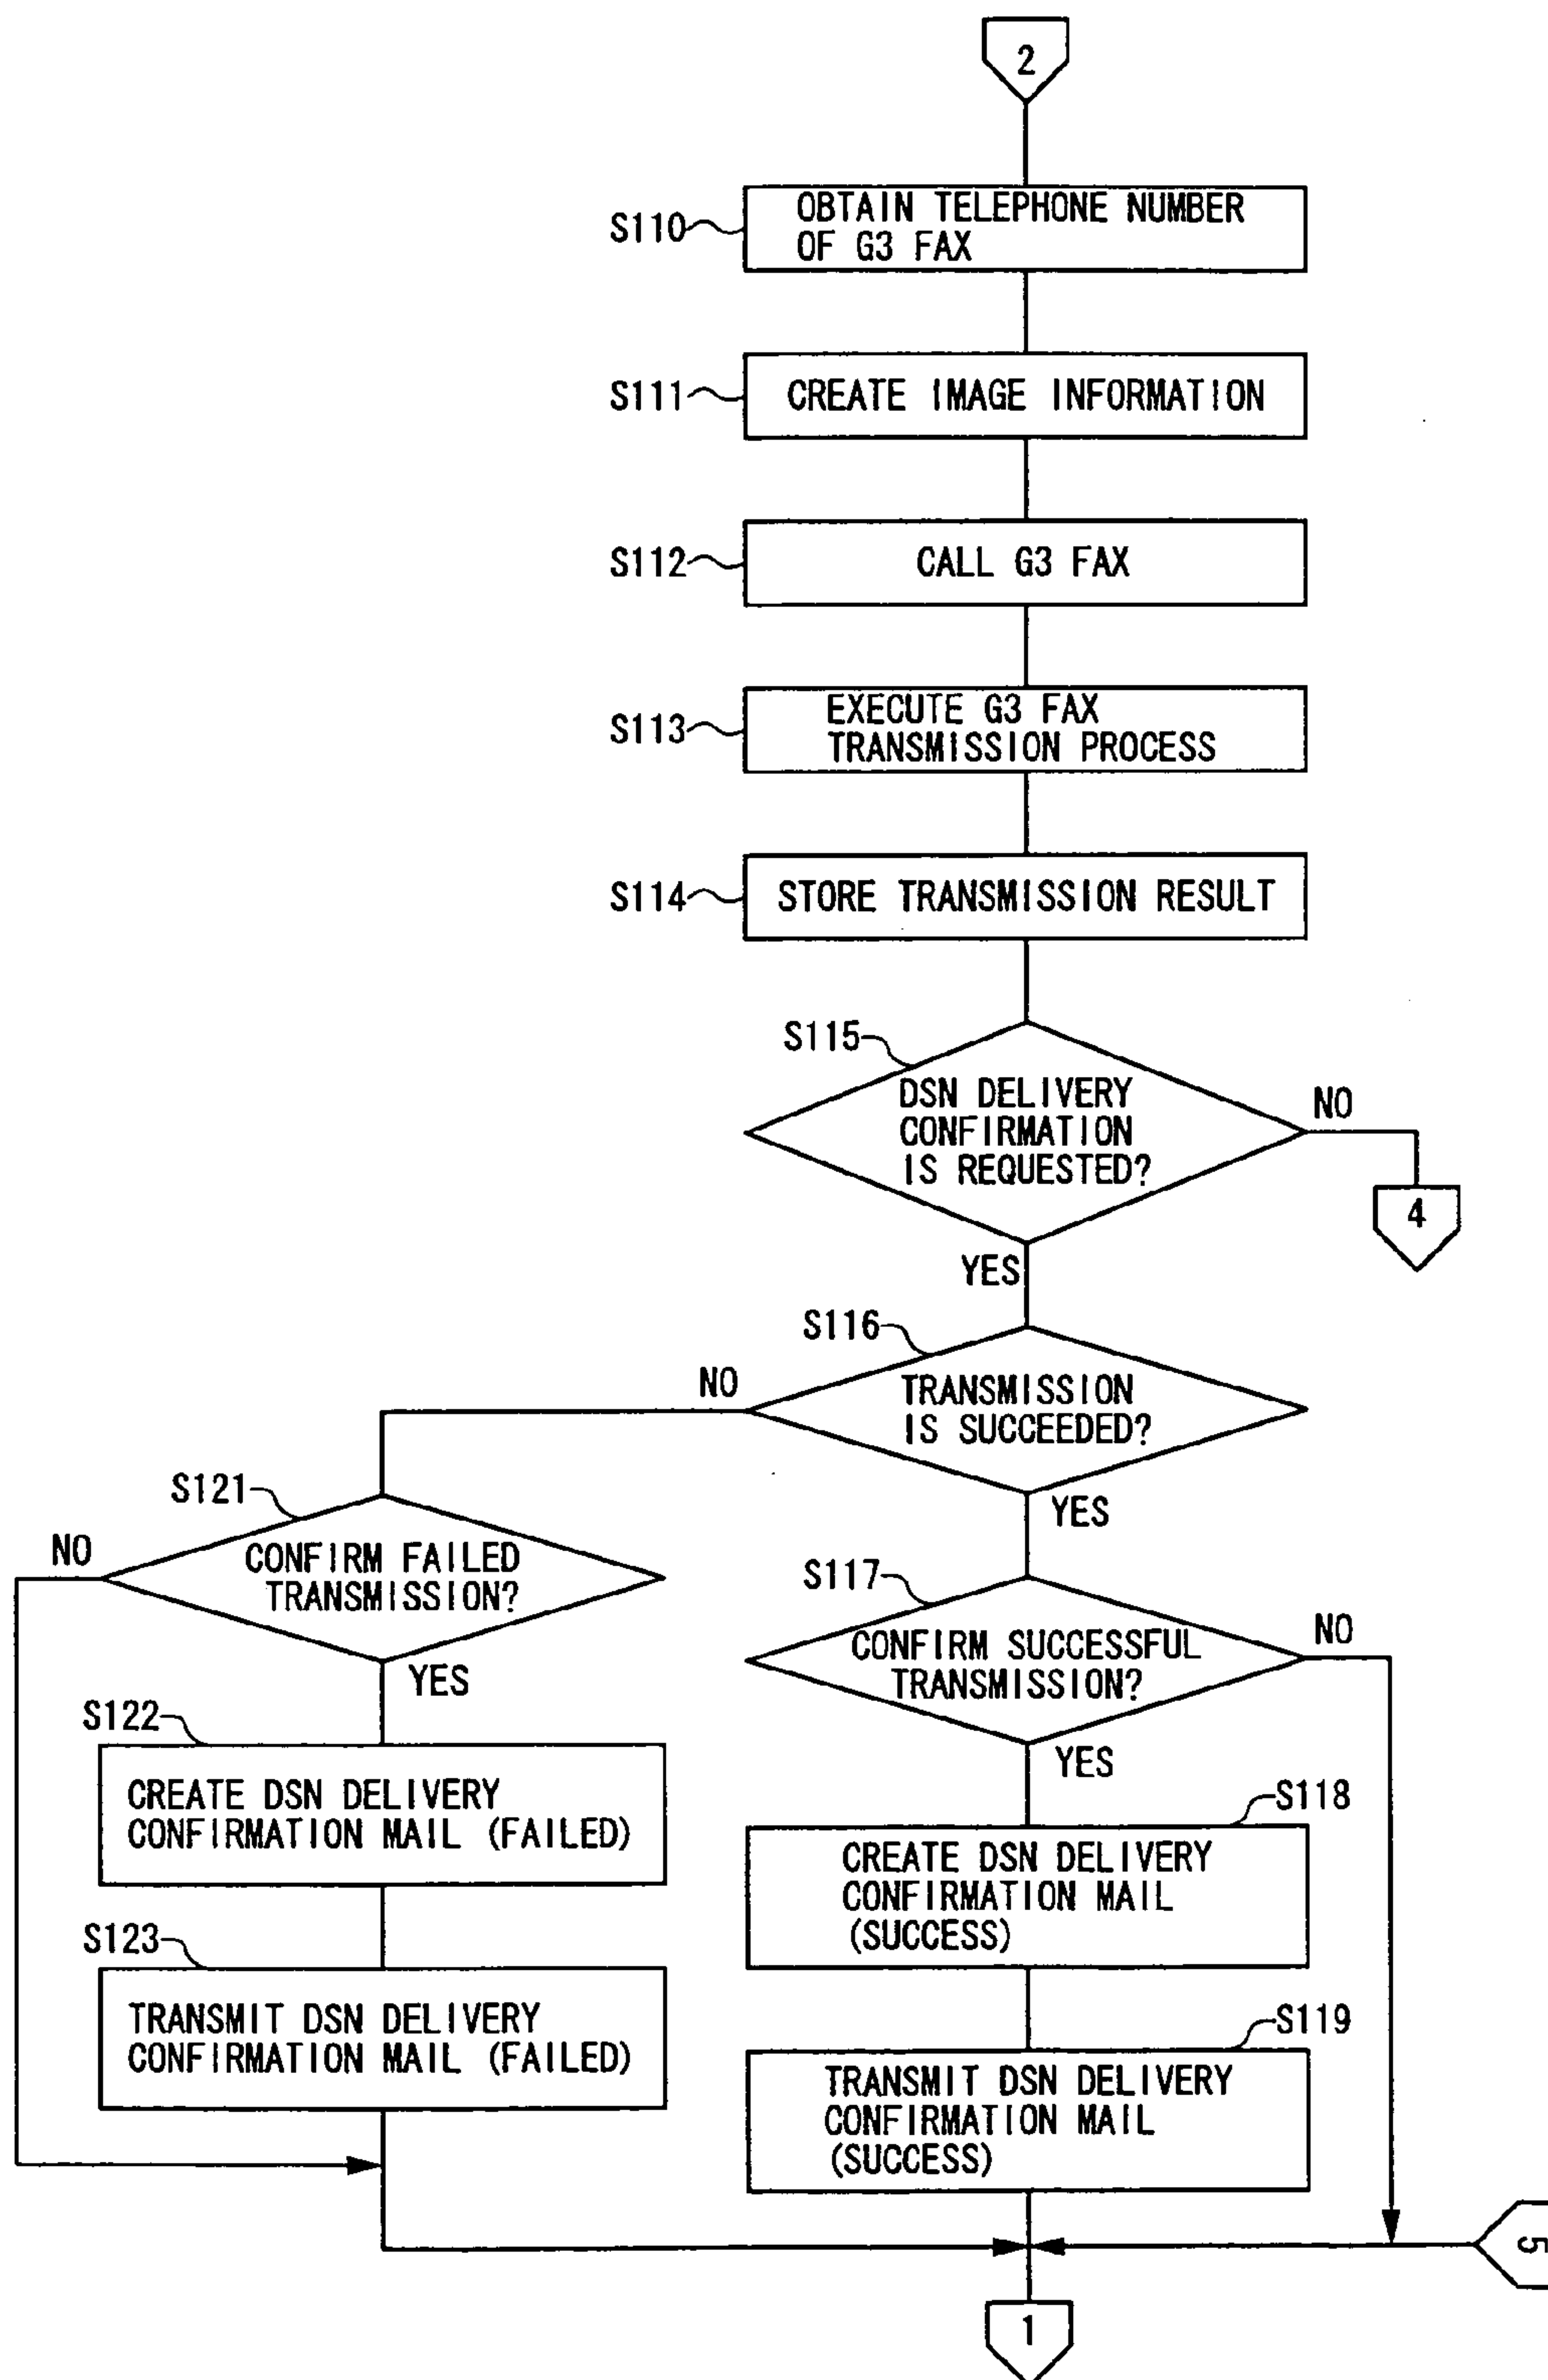 2
S110
OBTAIN TELEPHONE NUMBER
OF G3 FAX
S111
CREATE IMAGE INFORMATION
S112
CALL G3 FAX
S113
EXECUTE G3 FAX
TRANSMISSION PROCESS
S114
STORE TRANSMISSION RESULT
S115
DSN DELIVERY
CONFIRMATION
IS REQUESTED?
NO
4
YES
S116
NO
TRANSMISSION
IS SUCCEEDED?
YES
S121
NO
CONFIRM FAILED
TRANSMISSION?
YES
S117
CONFIRM SUCCESSFUL
TRANSMISSION?
NO
YES
S122
CREATE DSN DELIVERY
CONFIRMATION MAIL (FAILED)
S118
CREATE DSN DELIVERY
CONFIRMATION MAIL
(SUCCESS)
S123
TRANSMIT DSN DELIVERY
CONFIRMATION MAIL (FAILED)
S119
TRANSMIT DSN DELIVERY
CONFIRMATION MAIL
(SUCCESS)
5
1